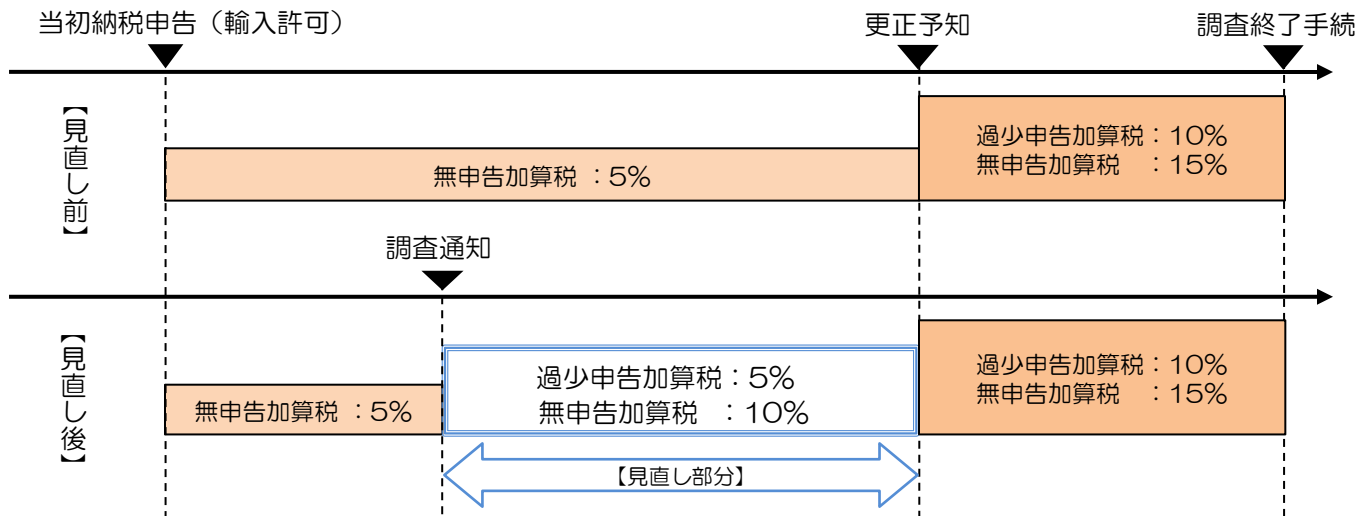 当初納税申告（輸入許可）
更正予知
調査終了手続
【見直し前】
無申告加算税 ：5%
過少申告加算税：10%
無申告加算税 ：15%
調査通知
【見直し後】
無申告加算税 ：5%
過少申告加算税：5%
無申告加算税 ：10%
過少申告加算税：10%
無申告加算税 ：15%
【見直し部分】